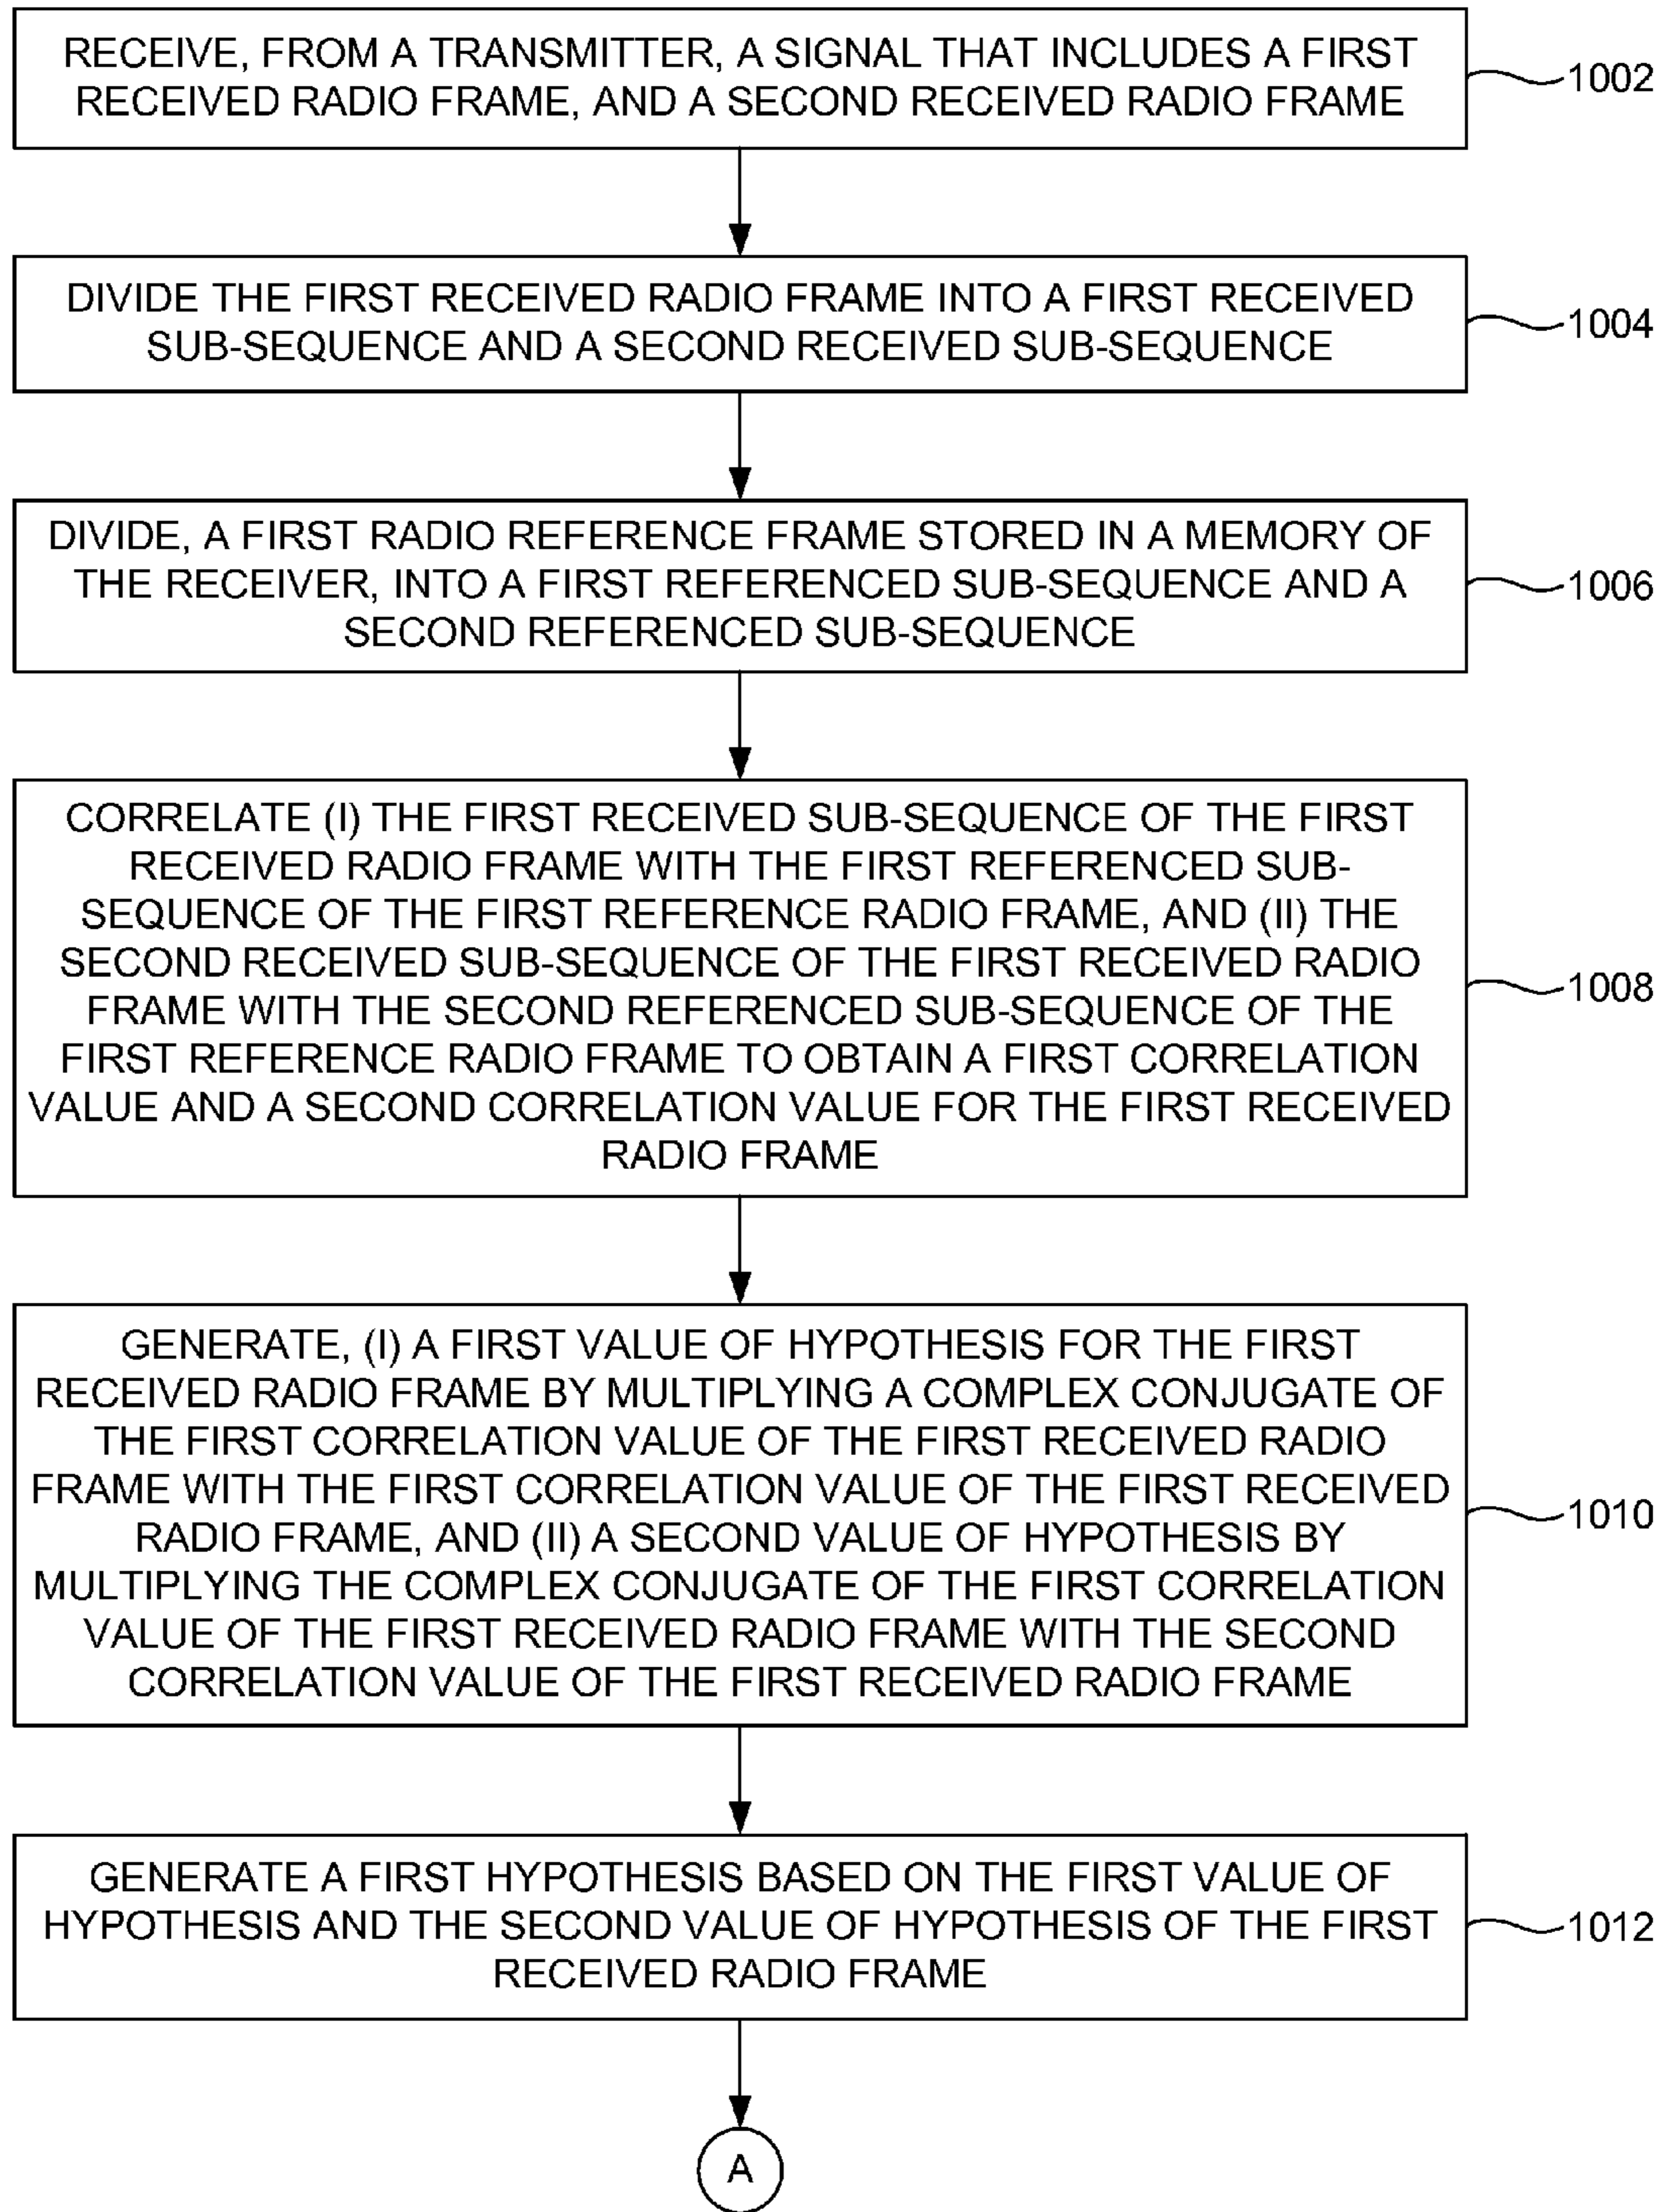 RECEIVE, FROM A TRANSMITTER, A SIGNAL THAT INCLUDES A FIRST
RECEIVED RADIO FRAME, AND A SECOND RECEIVED RADIO FRAME
1002
DIVIDE THE FIRST RECEIVED RADIO FRAME INTO A FIRST RECEIVED
SUB-SEQUENCE AND A SECOND RECEIVED SUB-SEQUENCE
1004
DIVIDE, A FIRST RADIO REFERENCE FRAME STORED IN A MEMORY OF
THE RECEIVER, INTO A FIRST REFERENCED SUB-SEQUENCE AND A
SECOND REFERENCED SUB-SEQUENCE
1006
CORRELATE (I) THE FIRST RECEIVED SUB-SEQUENCE OF THE FIRST
RECEIVED RADIO FRAME WITH THE FIRST REFERENCED SUB-
SEQUENCE OF THE FIRST REFERENCE RADIO FRAME, AND (II) THE
SECOND RECEIVED SUB-SEQUENCE OF THE FIRST RECEIVED RADIO
FRAME WITH THE SECOND REFERENCED SUB-SEQUENCE OF THE
FIRST REFERENCE RADIO FRAME TO OBTAIN A FIRST CORRELATION
VALUE AND A SECOND CORRELATION VALUE FOR THE FIRST RECEIVED
RADIO FRAME
1008
GENERATE, (I) A FIRST VALUE OF HYPOTHESIS FOR THE FIRST
RECEIVED RADIO FRAME BY MULTIPLYING A COMPLEX CONJUGATE OF
THE FIRST CORRELATION VALUE OF THE FIRST RECEIVED RADIO
FRAME WITH THE FIRST CORRELATION VALUE OF THE FIRST RECEIVED
RADIO FRAME, AND (II) A SECOND VALUE OF HYPOTHESIS BY
MULTIPLYING THE COMPLEX CONJUGATE OF THE FIRST CORRELATION
VALUE OF THE FIRST RECEIVED RADIO FRAME WITH THE SECOND
CORRELATION VALUE OF THE FIRST RECEIVED RADIO FRAME
1010
GENERATE A FIRST HYPOTHESIS BASED ON THE FIRST VALUE OF
HYPOTHESIS AND THE SECOND VALUE OF HYPOTHESIS OF THE FIRST
RECEIVED RADIO FRAME
1012
A